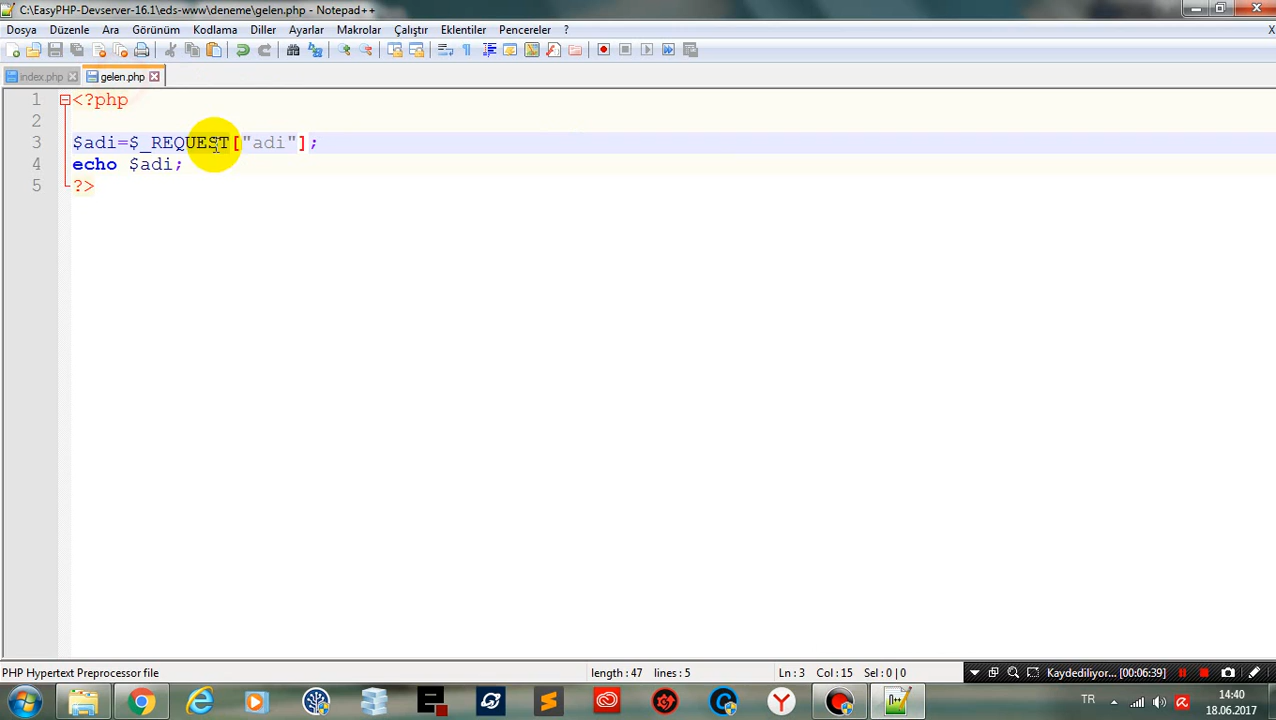 C:\EasyPHP-Devserver-16.1\eds-www\deneme\gelen.php - Notepad++
Dosya Düzenle Ara Görünüm Kodlama Diller Ayarlar Makrolar Çalıştır Eklentiler Pencereler ? X
index.php gelen.php
1 <?php
2
3 $adi=$_REQUEST["adi"];
4 echo $adi;
5 ?>
PHP Hypertext Preprocessor file length : 47 lines : 5 Ln : 3 Col : 15 Sel : 0 | 0 Kaydediliyor... [00:06:39]
TR 14:40
18.06.2017